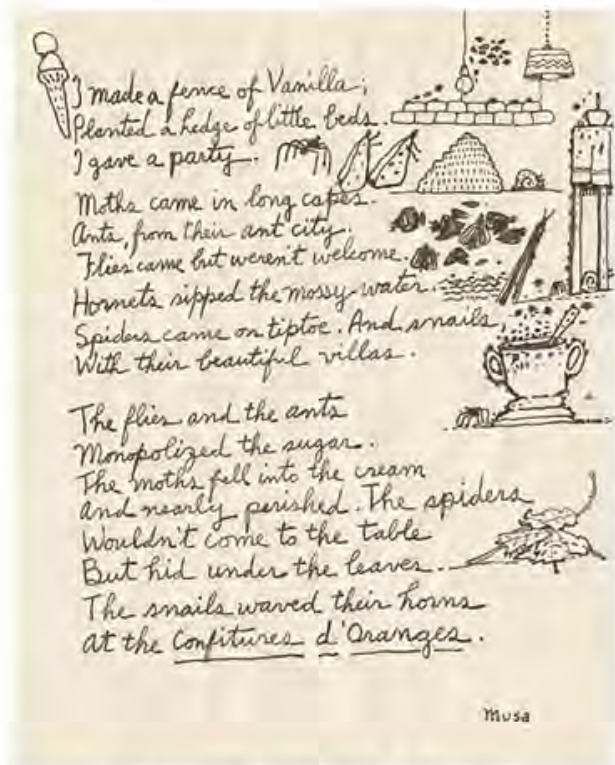 I made a fence of Vanilla;
Planted a hedge of little beds.
I gave a party.
Moths came in long capes.
Ants, from their ant city.
Flies came but weren't welcome.
Hornets sipped the mossy water.
Spiders came on tiptoe. And snails,
With their beautiful villas.
The flies and the ants
Monopolized the sugar.
The moths fell into the cream
And nearly perished. The spiders
Wouldn't come to the table
But hid under the leaves.
The snails waved their horns
At the Confitures d'Oranges.
Musa